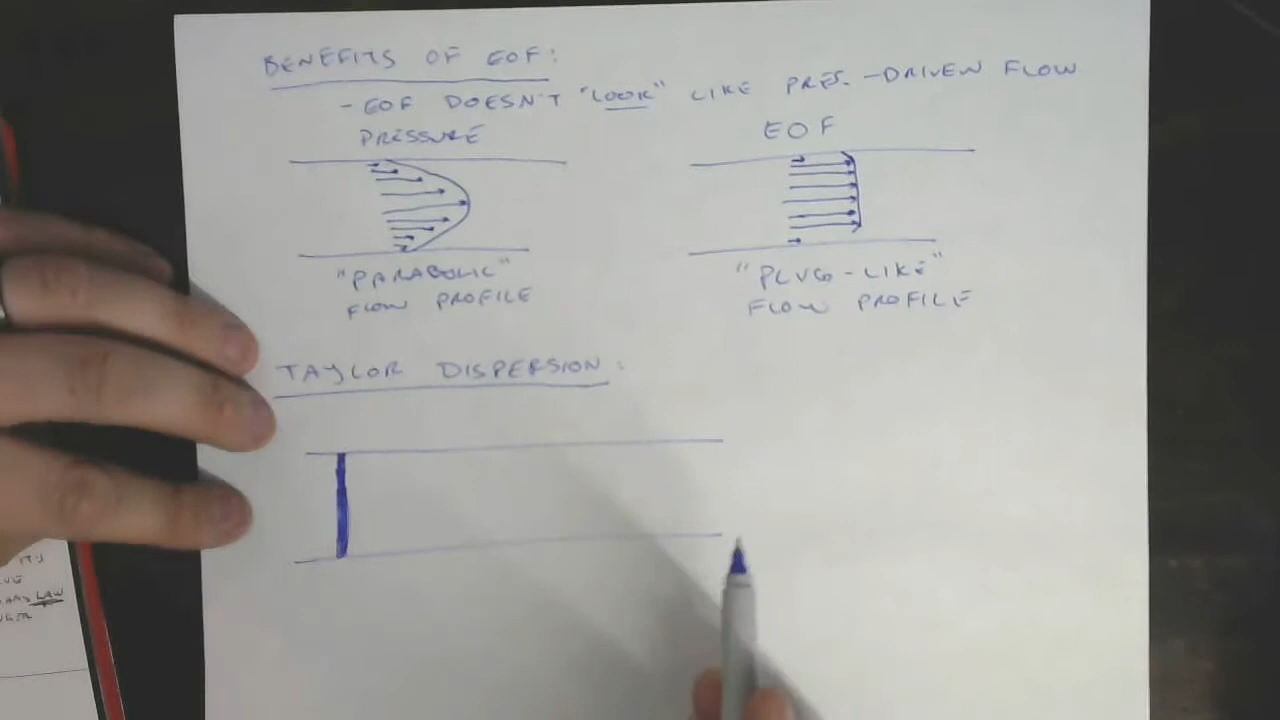 BENEFITS OF EOF:
- EOF DOESN'T "LOOK" LIKE PRES.-DRIVEN FLOW
PRESSURE
EOF
"PARABOLIC"
FLOW PROFILE
"PLUG-LIKE"
FLOW PROFILE
TAYLOR DISPERSION:
LAW